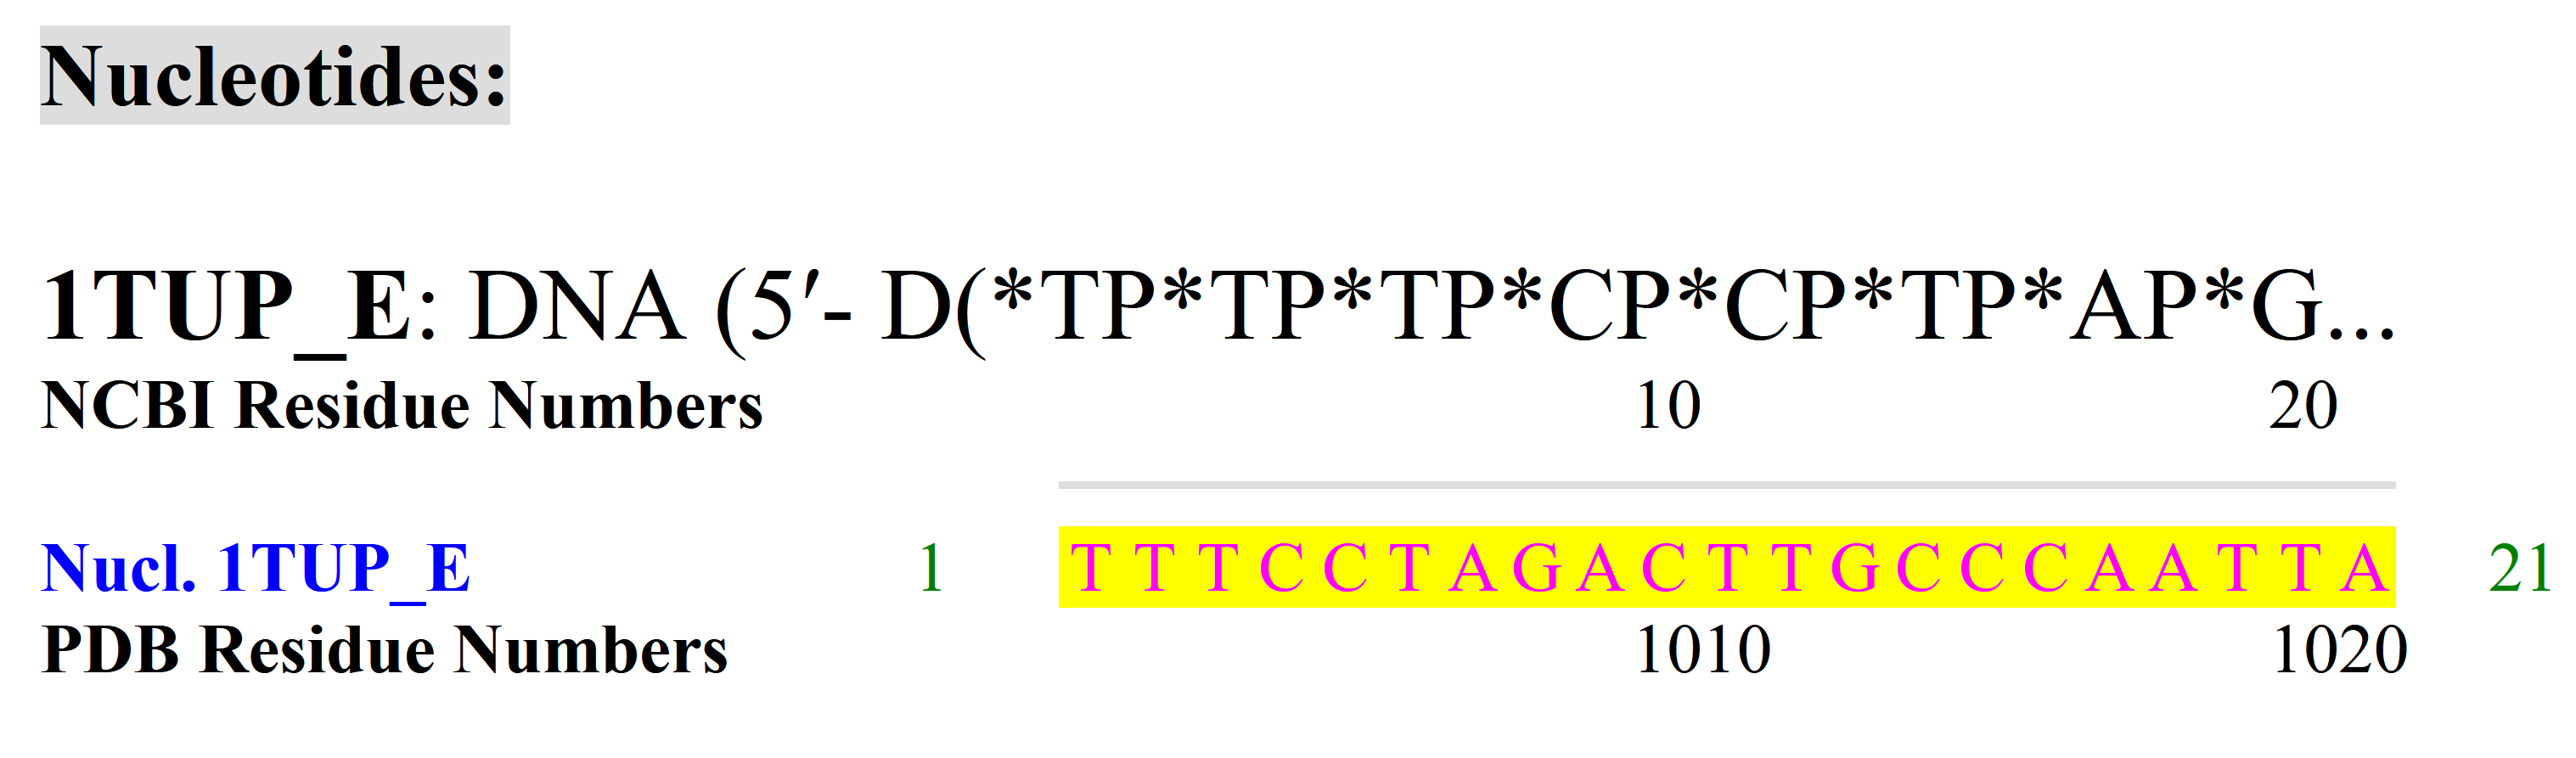 Nucleotides:
1TUP_E: DNA (5′- D(*TP*TP*TP*CP*CP*TP*AP*G...
NCBI Residue Numbers 10 20
Nucl. 1TUP_E 1 T T T C C T A G A C T T G C C C A A T T A 21
PDB Residue Numbers 1010 1020